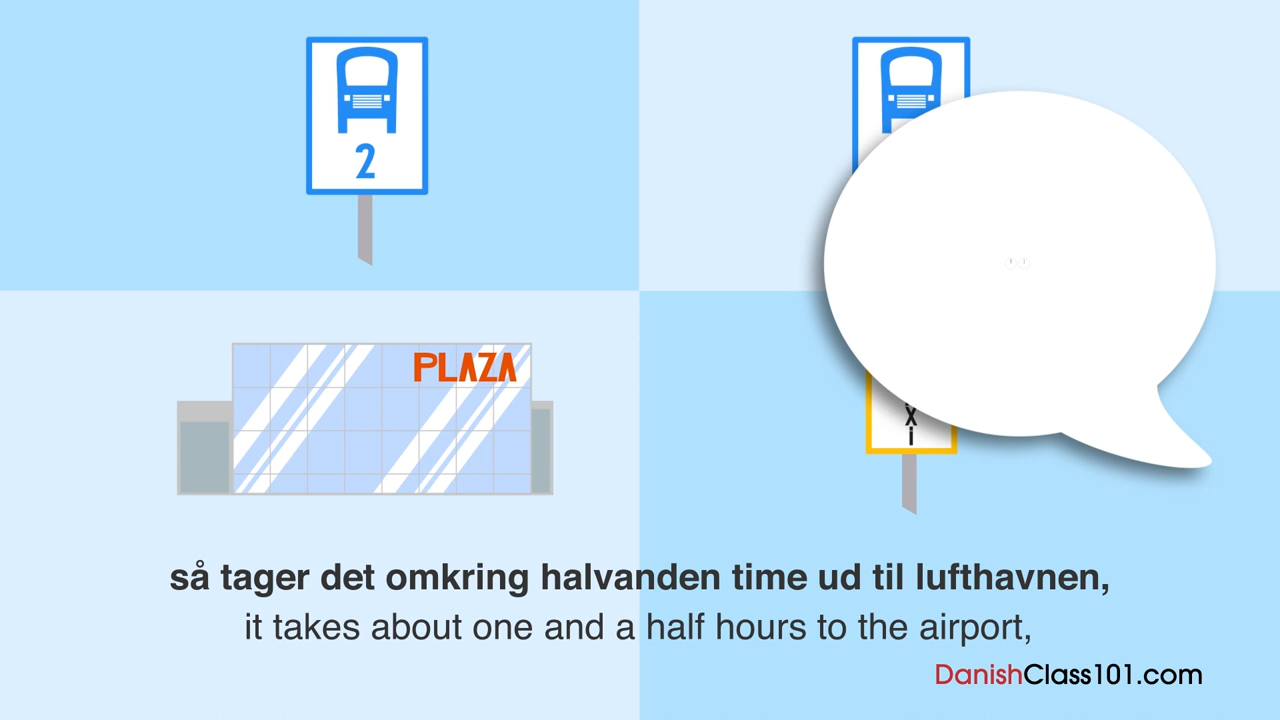 2
PLAZA
så tager det omkring halvanden time ud til lufthavnen,
it takes about one and a half hours to the airport,
DanishClass101.com